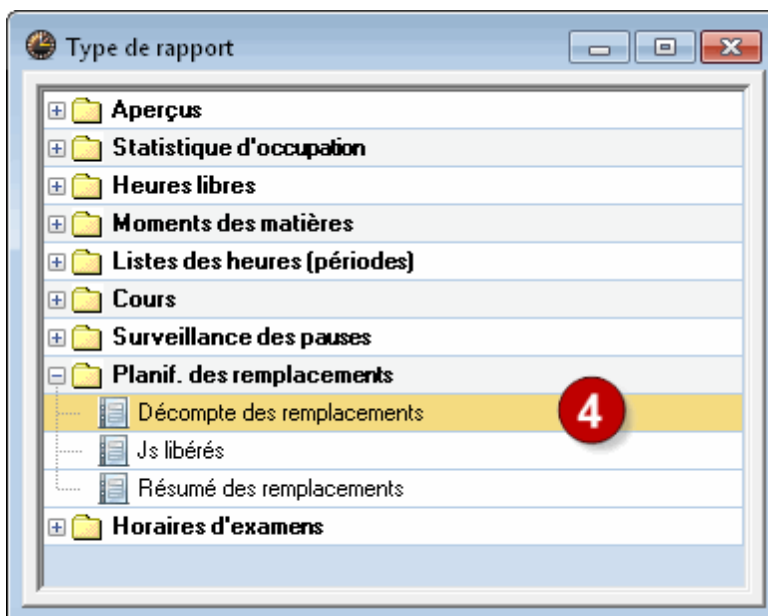 Type de rapport
Aperçus
Statistique d'occupation
Heures libres
Moments des matières
Listes des heures (périodes)
Cours
Surveillance des pauses
Planif. des remplacements
Décompte des remplacements
4
Js libérés
Résumé des remplacements
Horaires d'examens